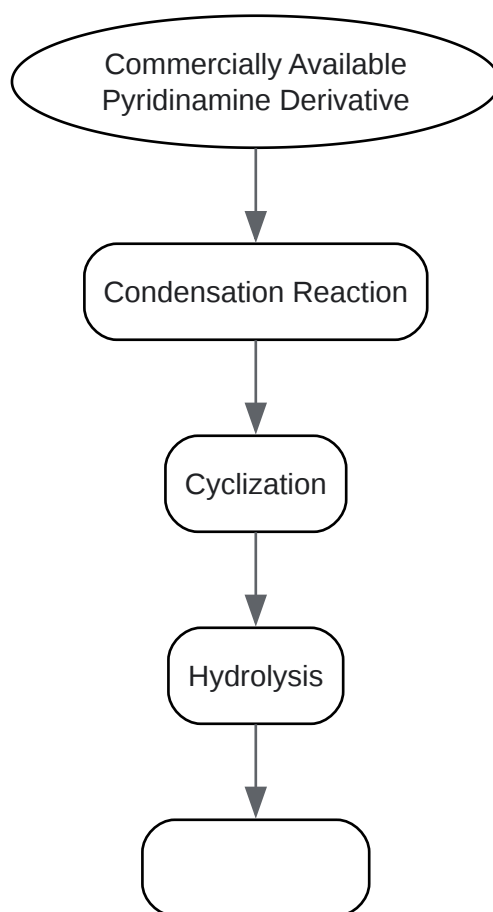 Commercially Available
Pyridinamine Derivative
Condensation Reaction
Cyclization
Hydrolysis